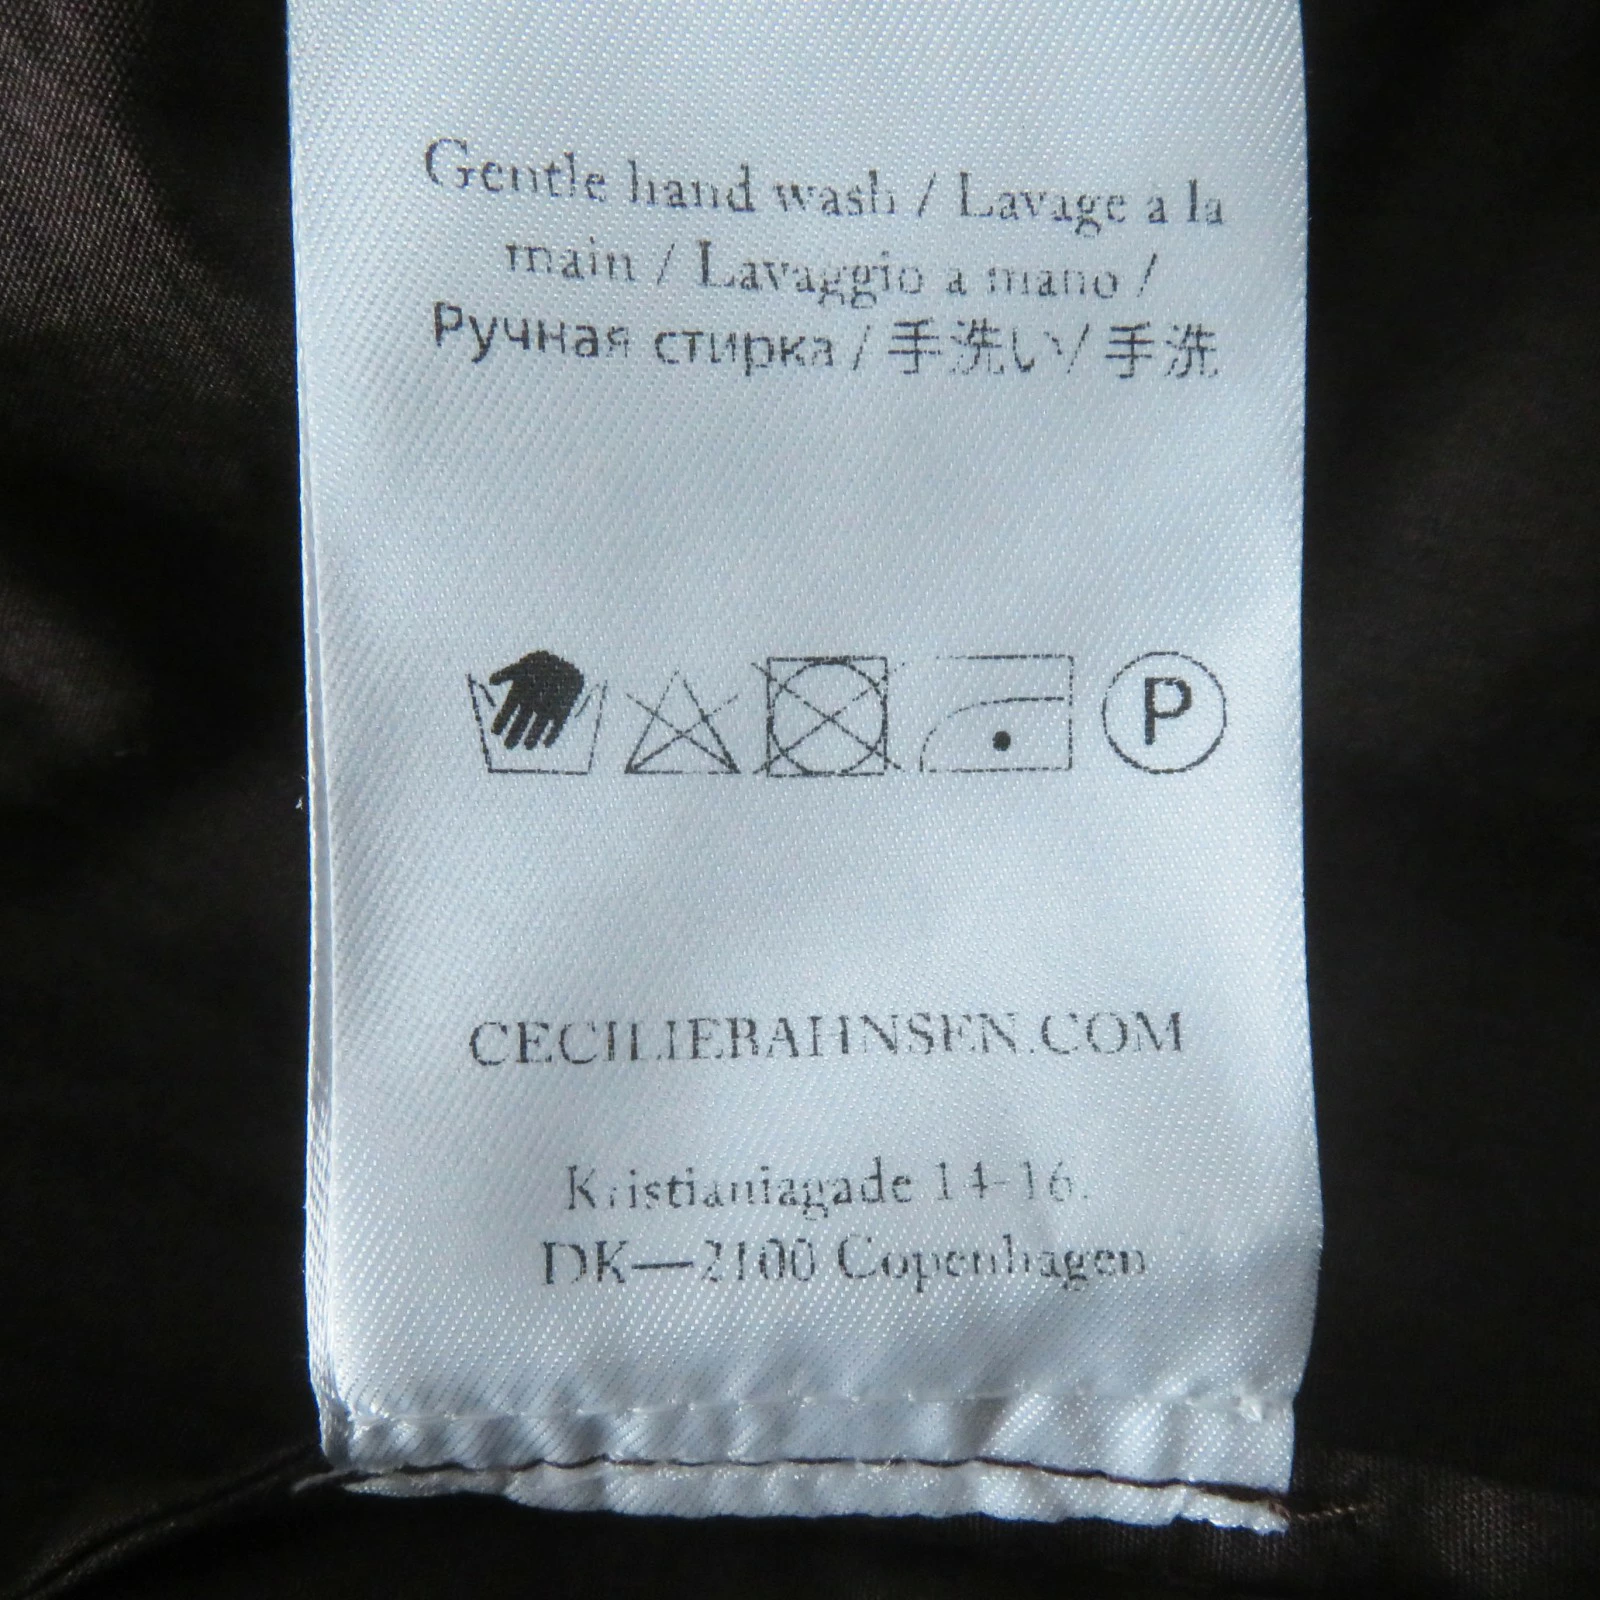 Gentle hand wash / Lavage a la
main / Lavaggio a mano /
Ручная стирка / 手洗い/ 手洗
P
CECILIEBAHNSEN.COM
Kristianiagade 14-16.
DK—2100 Copenhagen